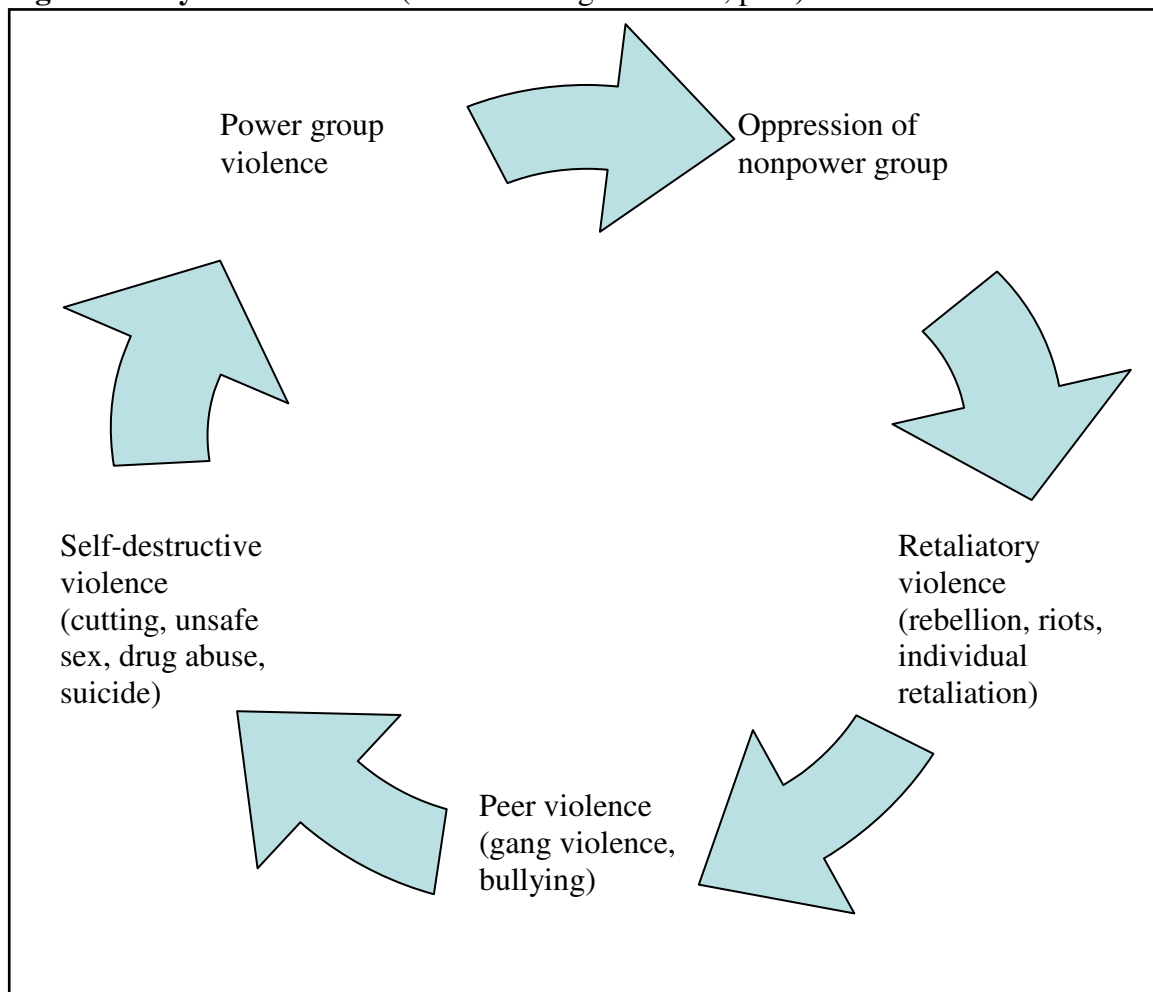 Power group
violence
Oppression of
nonpower group
Retaliatory
violence
(rebellion, riots,
individual
retaliation)
Peer violence
(gang violence,
bullying)
Self-destructive
violence
(cutting, unsafe
sex, drug abuse,
suicide)